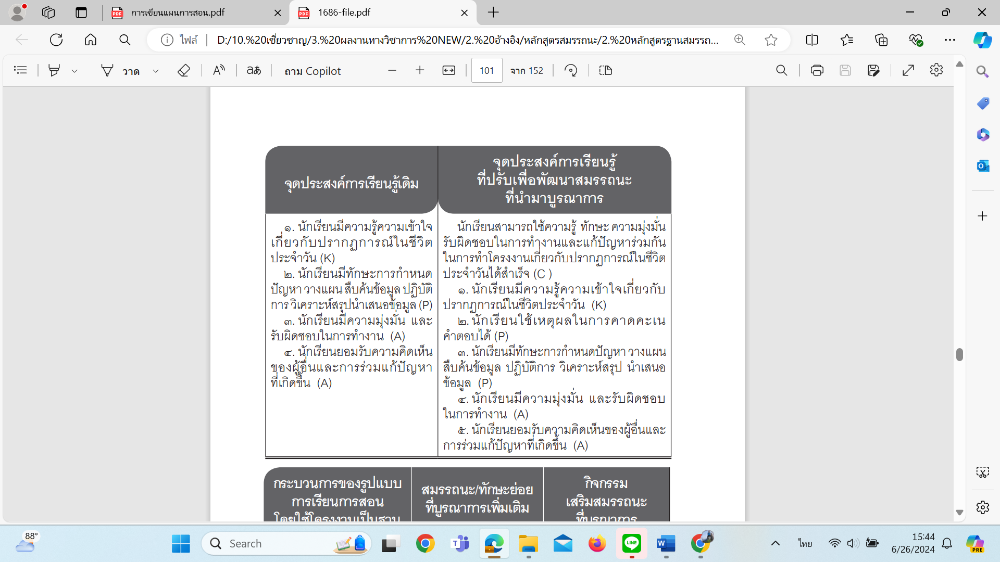 การเขียนแผนการสอน.pdf
1686-file.pdf
ไฟล์
D:/10.%20เชี่ยวชาญ/3.%20ผลงานทางวิชาการ%20NEW/2.%20อ้างอิง/หลักสูตรสมรรถนะ/2.%20หลักสูตรฐานสมรรถ...
วาด
aあ
ถาม Copilot
101
จาก 152
จุดประสงค์การเรียนรู้เดิม
จุดประสงค์การเรียนรู้
ที่ปรับเพื่อพัฒนาสมรรถนะ
ที่นำมาบูรณาการ
๑. นักเรียนมีความรู้ความเข้าใจ
เกี่ยวกับปรากฏการณ์ในชีวิต
ประจำวัน (K)
๒. นักเรียนมีทักษะการกำหนด
ปัญหา วางแผน สืบค้นข้อมูล ปฏิบัติ
การ วิเคราะห์สรุปนำเสนอข้อมูล (P)
๓. นักเรียนมีความมุ่งมั่น และ
รับผิดชอบในการทำงาน (A)
๔. นักเรียนยอมรับความคิดเห็น
ของผู้อื่นและการร่วมแก้ปัญหา
ที่เกิดขึ้น (A)
นักเรียนสามารถใช้ความรู้ ทักษะ ความมุ่งมั่น
รับผิดชอบในการทำงานและแก้ปัญหาร่วมกัน
ในการทำโครงงานเกี่ยวกับปรากฏการณ์ในชีวิต
ประจำวันได้สำเร็จ (C )
๑. นักเรียนมีความรู้ความเข้าใจเกี่ยวกับ
ปรากฏการณ์ในชีวิตประจำวัน (K)
๒. นักเรียนใช้เหตุผลในการคาดคะเน
คำตอบได้ (P)
๓. นักเรียนมีทักษะการกำหนดปัญหา วางแผน
สืบค้นข้อมูล ปฏิบัติการ วิเคราะห์สรุป นำเสนอ
ข้อมูล (P)
๔. นักเรียนมีความมุ่งมั่น และรับผิดชอบ
ในการทำงาน (A)
๕. นักเรียนยอมรับความคิดเห็นของผู้อื่นและ
การร่วมแก้ปัญหาที่เกิดขึ้น (A)
กระบวนการของรูปแบบ
การเรียนการสอน
โดยใช้โครงงานเป็นฐาน
สมรรถนะ/ทักษะย่อย
ที่บูรณาการเพิ่มเติม
กิจกรรม
เสริมสมรรถนะ
ที่บูรณาการ
88°
Search
LINE
ไทย
15:44
6/26/2024
PRE